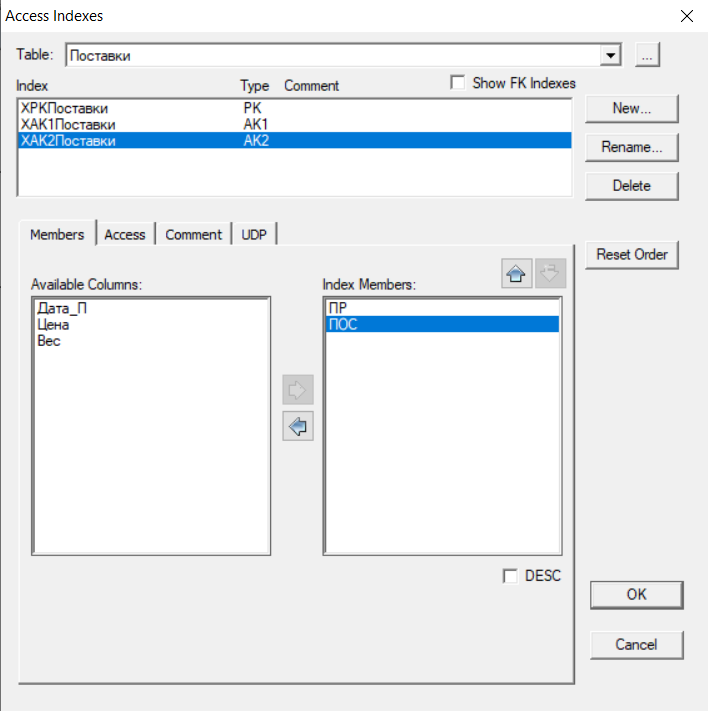 Access Indexes
Table: Поставки ...
Index Type Comment Show FK Indexes
XPKПоставки PK
XAK1Поставки AK1
XAK2Поставки AK2
New...
Rename...
Delete
Reset Order
Members Access Comment UDP
Available Columns:
Дата_П
Цена
Вес
Index Members:
ПР
ПОС
DESC
OK
Cancel